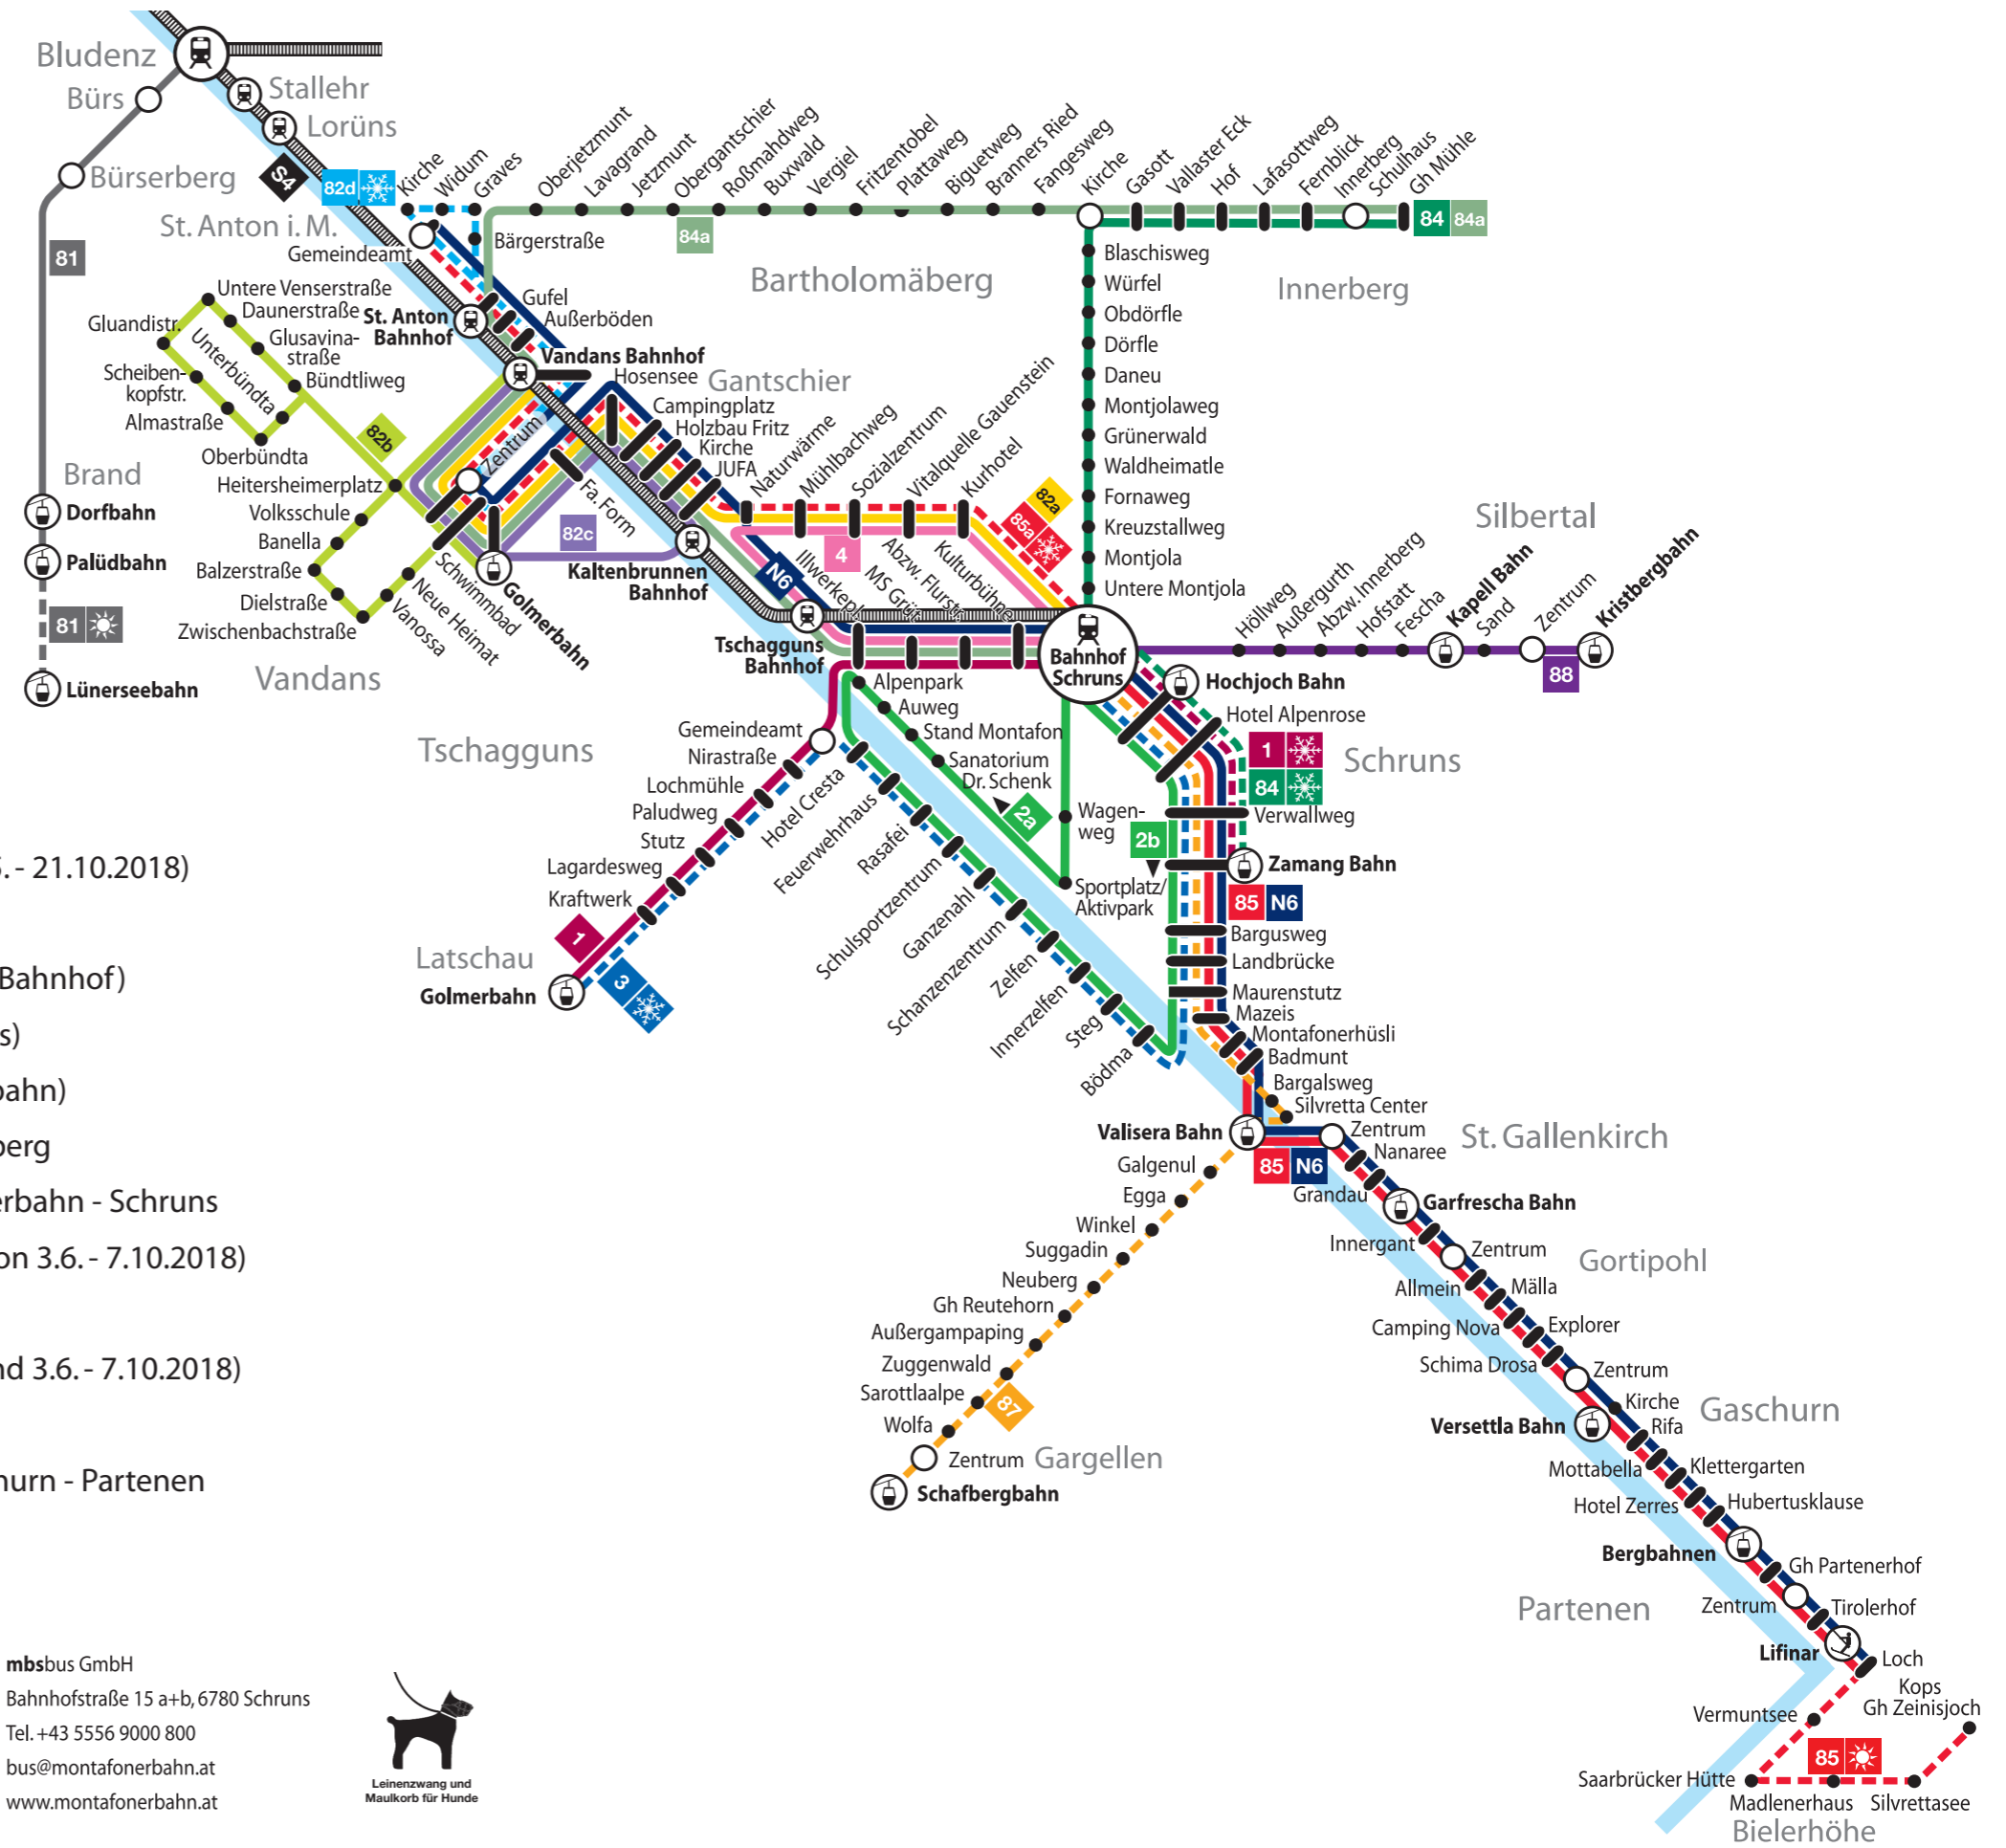 Bludenz
Bürs
Bürserberg
Stallehr
Lorüns
S4
82d
81
St. Anton i. M.
Kirche
Widum
Graves
Gemeindeamt
Bärgerstraße
Oberjetzmunt
Lavagrand
Jetzmunt
Obergantschier
Roßmahdweg
Buxwald
Vergiel
Fritzentobel
Plattaweg
Biguetweg
Branners Ried
Fangesweg
Kirche
Gasott
Vallaster Eck
Hof
Lafasottweg
Fernblick
Innerberg
Schulhaus
Gh Mühle
84a
84
84a
Bartholomäberg
Innerberg
Blaschisweg
Würfel
Obdörfle
Dörfle
Daneu
Montjolaweg
Grünerwald
Waldheimatle
Fornaweg
Kreuzstallweg
Montjola
Untere Montjola
Untere Venserstraße
Daunerstraße
Gluandistr.
Glusavina-
straße
Unterbündta
Bündtliweg
Scheiben-
kopfstr.
Almastraße
82b
Oberbündta
Heitersheimerplatz
Volksschule
Banella
Balzerstraße
Dielstraße
Zwischenbachstraße
Vanossa
Neue Heimat
Schwimmbad
Golmerbahn
Vandans
St. Anton
Bahnhof
Gufel
Außerböden
Vandans Bahnhof
Hosensee
Gantschier
Zentrum
Campingplatz
Holzbau Fritz
Kirche
JUFA
Fa. Form
82c
Kaltenbrunnen
Bahnhof
Naturwärme
Mühlbachweg
Sozialzentrum
Vitalquelle Gauenstein
Kurhotel
82a
85a
4
N6
Illwerkepl.
MS Grüt
Abzw. Flurstr.
Kulturbühne
Tschagguns
Bahnhof
Bahnhof
Schruns
Silbertal
Höllweg
Außergurth
Abzw. Innerberg
Hofstatt
Fescha
Kapell Bahn
Sand
Zentrum
Kristbergbahn
88
Brand
Dorfbahn
Palüdbahn
81
Lünerseebahn
Tschagguns
Alpenpark
Auweg
Stand Montafon
Sanatorium
Dr. Schenk
2a
Wagen-
weg
Sportplatz/
Aktivpark
2b
Hochjoch Bahn
Hotel Alpenrose
1
84
Schruns
Verwallweg
Zamang Bahn
85 N6
Bargusweg
Landbrücke
Maurenstutz
Mazeis
Montafonerhüsli
Badmunt
Bargalsweg
Silvretta Center
Gemeindeamt
Nirastraße
Lochmühle
Paludweg
Stutz
Lagardesweg
Kraftwerk
1
3
Latschau
Golmerbahn
Hotel Cresta
Feuerwehrhaus
Rasafei
Schulsportzentrum
Ganzenahl
Schanzenzentrum
Zelfen
Innerzelfen
Steg
Bödma
Valisera Bahn
Zentrum
St. Gallenkirch
85 N6
Nanaree
Grandau
Garfrescha Bahn
Innergant
Zentrum
Gortipohl
Allmein
Mälla
Camping Nova
Explorer
Schima Drosa
Zentrum
Kirche
Gaschurn
Versettla Bahn
Rifa
Mottabella
Klettergarten
Hotel Zerres
Hubertusklause
Bergbahnen
Gh Partenerhof
Partenen
Zentrum
Tirolerhof
Lifinar
Loch
Kops
Gh Zeinisjoch
Vermuntsee
85
Saarbrücker Hütte
Madlenerhaus
Silvrettasee
Bielerhöhe
Galgenul
Egga
Winkel
Suggadin
Neuberg
Gh Reutehorn
Außergampaping
Zuggenwald
Sarottlaalpe
87
Wolfa
Zentrum
Gargellen
Schafbergbahn
. - 21.10.2018)
Bahnhof)
s)
bahn)
berg
erbahn - Schruns
on 3.6. - 7.10.2018)
nd 3.6. - 7.10.2018)
hurn - Partenen
mbsbus GmbH
Bahnhofstraße 15 a+b, 6780 Schruns
Tel. +43 5556 9000 800
bus@montafonerbahn.at
www.montafonerbahn.at
Leinenzwang und
Maulkorb für Hunde